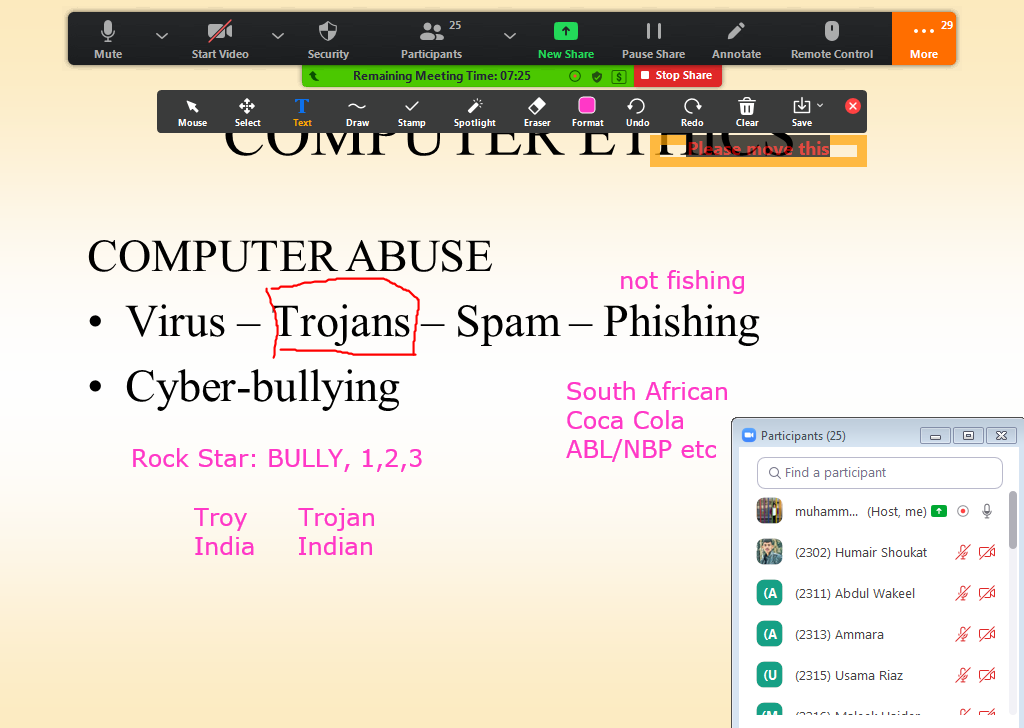 25
29
Mute
Start Video
Security
Participants
New Share
Pause Share
Annotate
Remote Control
More
Remaining Meeting Time: 07:25
Stop Share
Mouse
Select
T
Text
Draw
Stamp
Spotlight
Eraser
Format
Undo
Redo
Clear
Save
COMPUTER ETHICS
Please move this
COMPUTER ABUSE
not fishing
• Virus – Trojans – Spam – Phishing
• Cyber-bullying
South African
Coca Cola
ABL/NBP etc
Rock Star: BULLY, 1,2,3
Troy Trojan
India Indian
Participants (25)
Find a participant
muhamm... (Host, me)
(2302) Humair Shoukat
(A (2311) Abdul Wakeel
(A (2313) Ammara
(U (2315) Usama Riaz